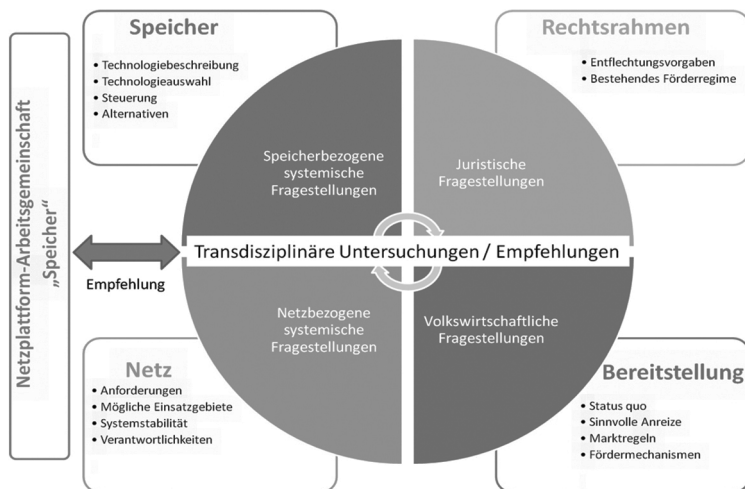 Netzplattform-Arbeitsgemeinschaft
„Speicher“
Speicher
• Technologiebeschreibung
• Technologieauswahl
• Steuerung
• Alternativen
Rechtsrahmen
• Entflechtungsvorgaben
• Bestehendes Förderregime
Speicherbezogene
systemische
Fragestellungen
Juristische
Fragestellungen
Empfehlung
Transdisziplinäre Untersuchungen / Empfehlungen
Netzbezogene
systemische
Fragestellungen
Volkswirtschaftliche
Fragestellungen
Netz
• Anforderungen
• Mögliche Einsatzgebiete
• Systemstabilität
• Verantwortlichkeiten
Bereitstellung
• Status quo
• Sinnvolle Anreize
• Marktregeln
• Fördermechanismen